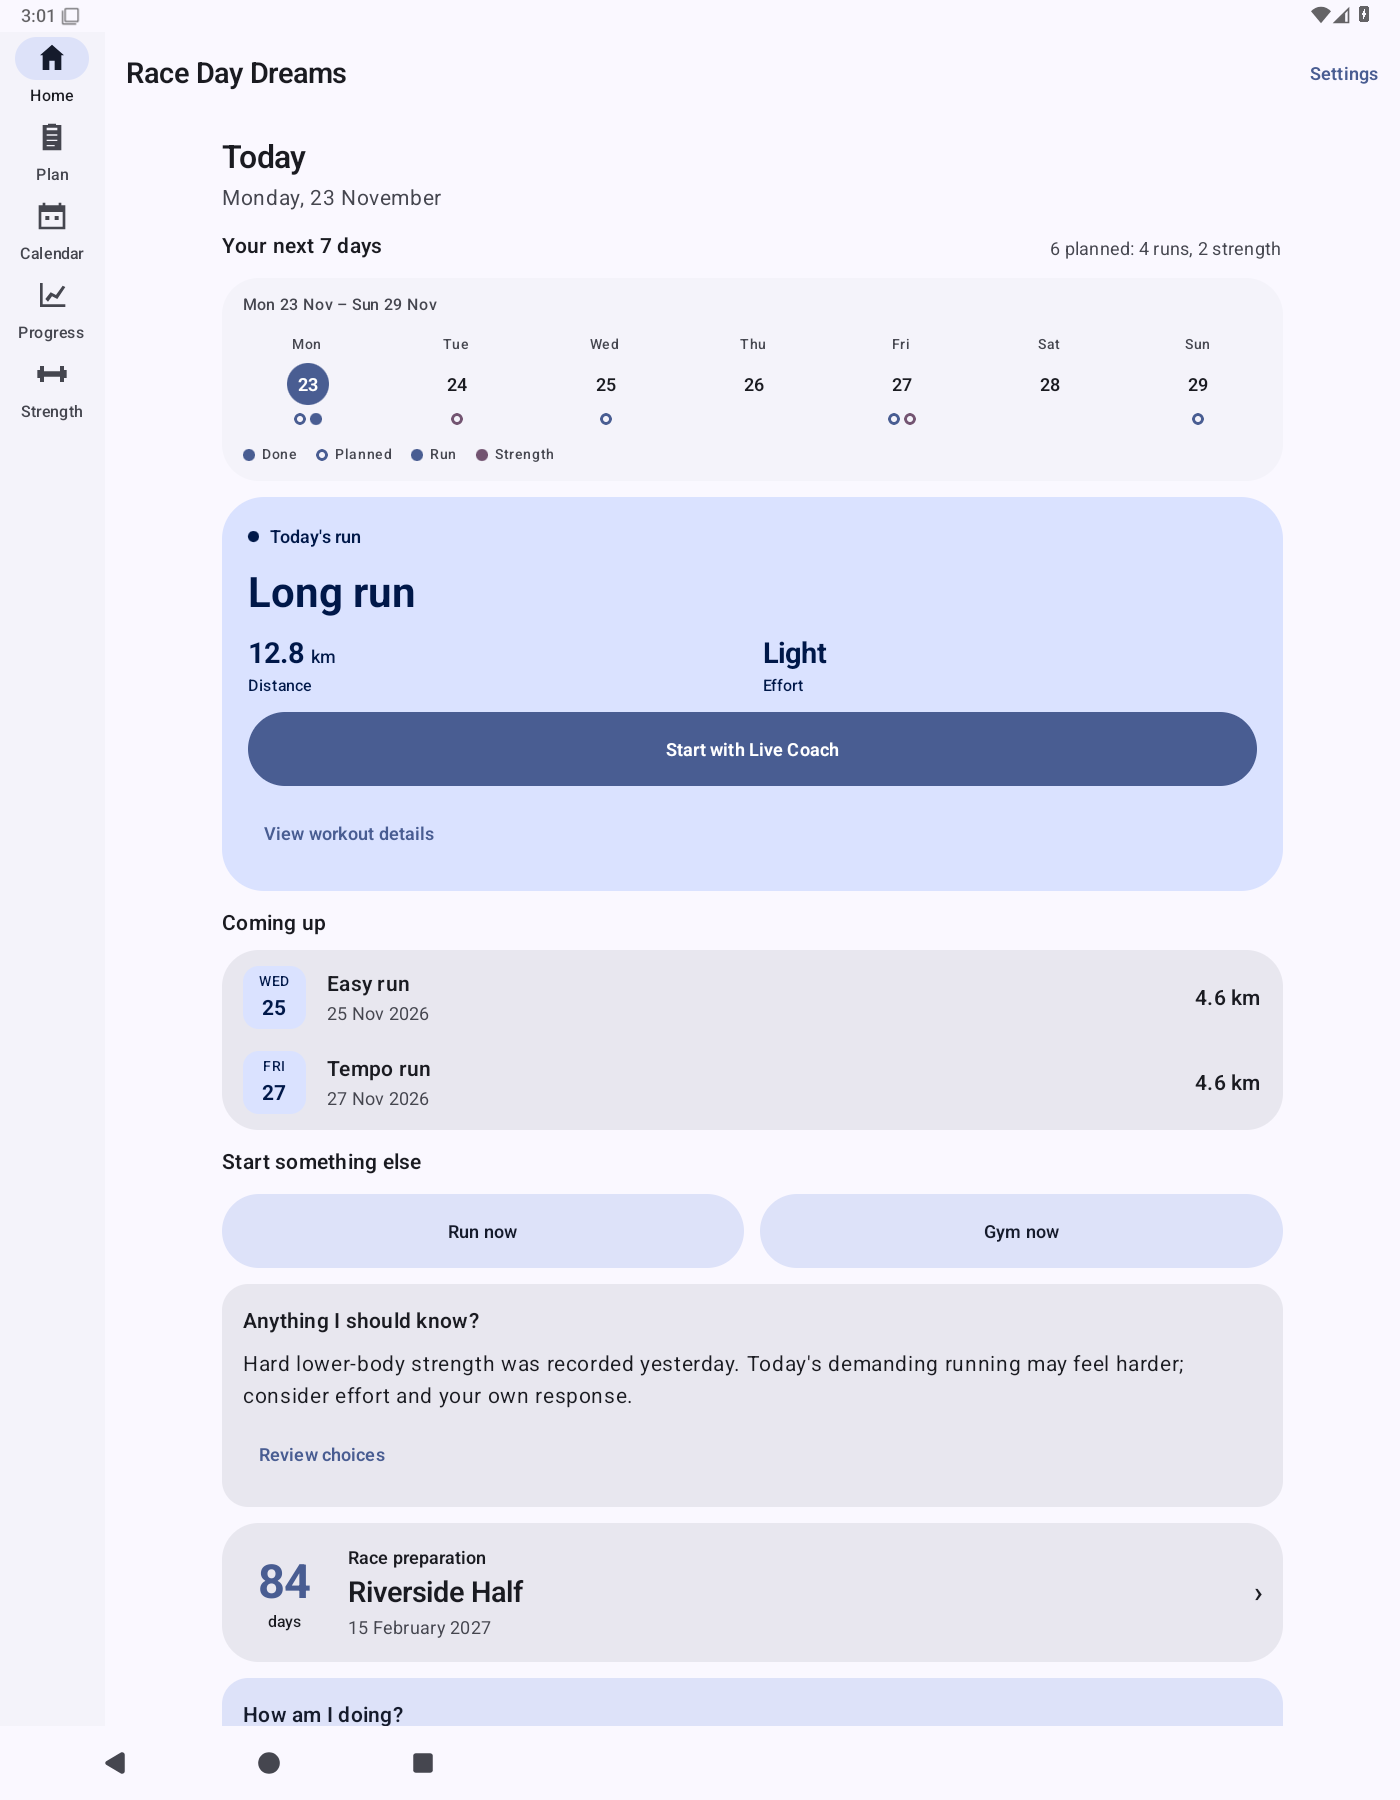 3:01
Home
Plan
Calendar
Progress
Strength
Race Day Dreams
Settings
Today
Monday, 23 November
Your next 7 days
6 planned: 4 runs, 2 strength
Mon 23 Nov – Sun 29 Nov
Mon Tue Wed Thu Fri Sat Sun
23 24 25 26 27 28 29
Done Planned Run Strength
Today's run
Long run
12.8 km Light
Distance Effort
Start with Live Coach
View workout details
Coming up
WED
25
Easy run
25 Nov 2026
4.6 km
FRI
27
Tempo run
27 Nov 2026
4.6 km
Start something else
Run now Gym now
Anything I should know?
Hard lower-body strength was recorded yesterday. Today's demanding running may feel harder;
consider effort and your own response.
Review choices
84
days
Race preparation
Riverside Half
15 February 2027
›
How am I doing?